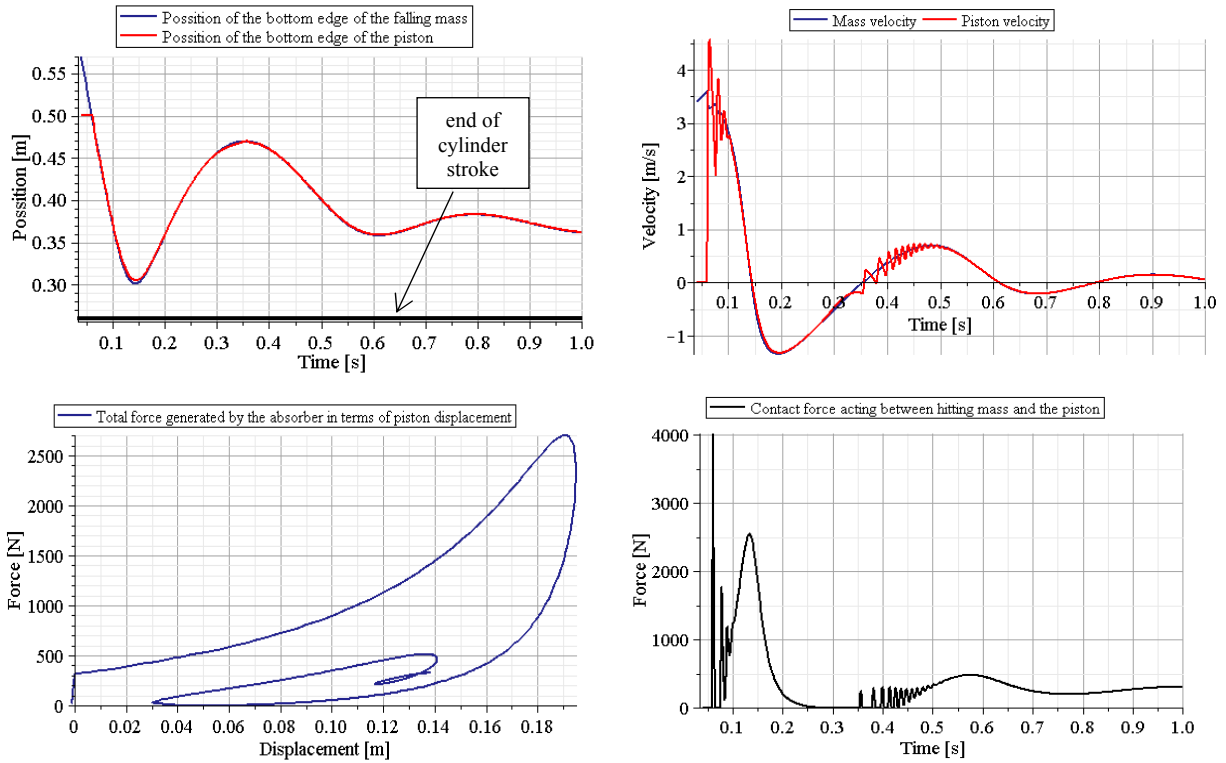 Possition of the bottom edge of the falling mass
Possition of the bottom edge of the piston
0.55
0.50
0.45
0.40
0.35
0.30
Possition [m]
end of
cylinder
stroke
0.1 0.2 0.3 0.4 0.5 0.6 0.7 0.8 0.9 1.0
Time [s]
Mass velocity Piston velocity
4
3
2
1
0
−1
Velocity [m/s]
0.1 0.2 0.3 0.4 0.5 0.6 0.7 0.8 0.9 1.0
Time [s]
Total force generated by the absorber in terms of piston displacement
2500
2000
1500
1000
500
0
Force [N]
0 0.02 0.04 0.06 0.08 0.10 0.12 0.14 0.16 0.18
Displacement [m]
Contact force acting between hitting mass and the piston
4000
3000
2000
1000
0
Force [N]
0.1 0.2 0.3 0.4 0.5 0.6 0.7 0.8 0.9 1.0
Time [s]